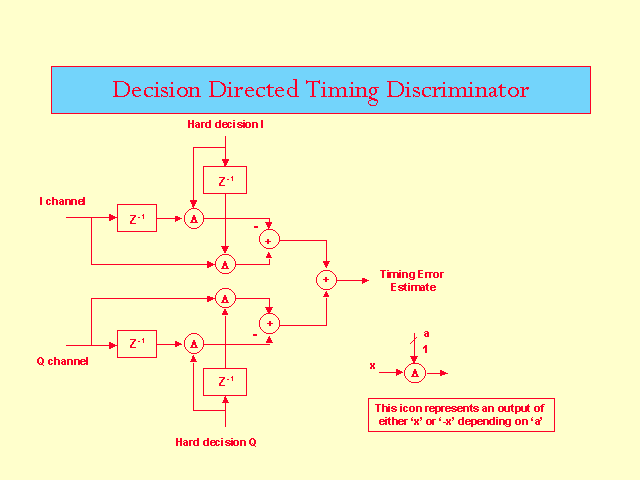 Decision Directed Timing Discriminator
Hard decision I
Z-1
I channel
Z-1
A
-
+
A
+
Timing Error
Estimate
A
+
-
Z-1
A
Q channel
Z-1
Hard decision Q
a
1
x
A
This icon represents an output of
either ‘x’ or ‘-x’ depending on ‘a’